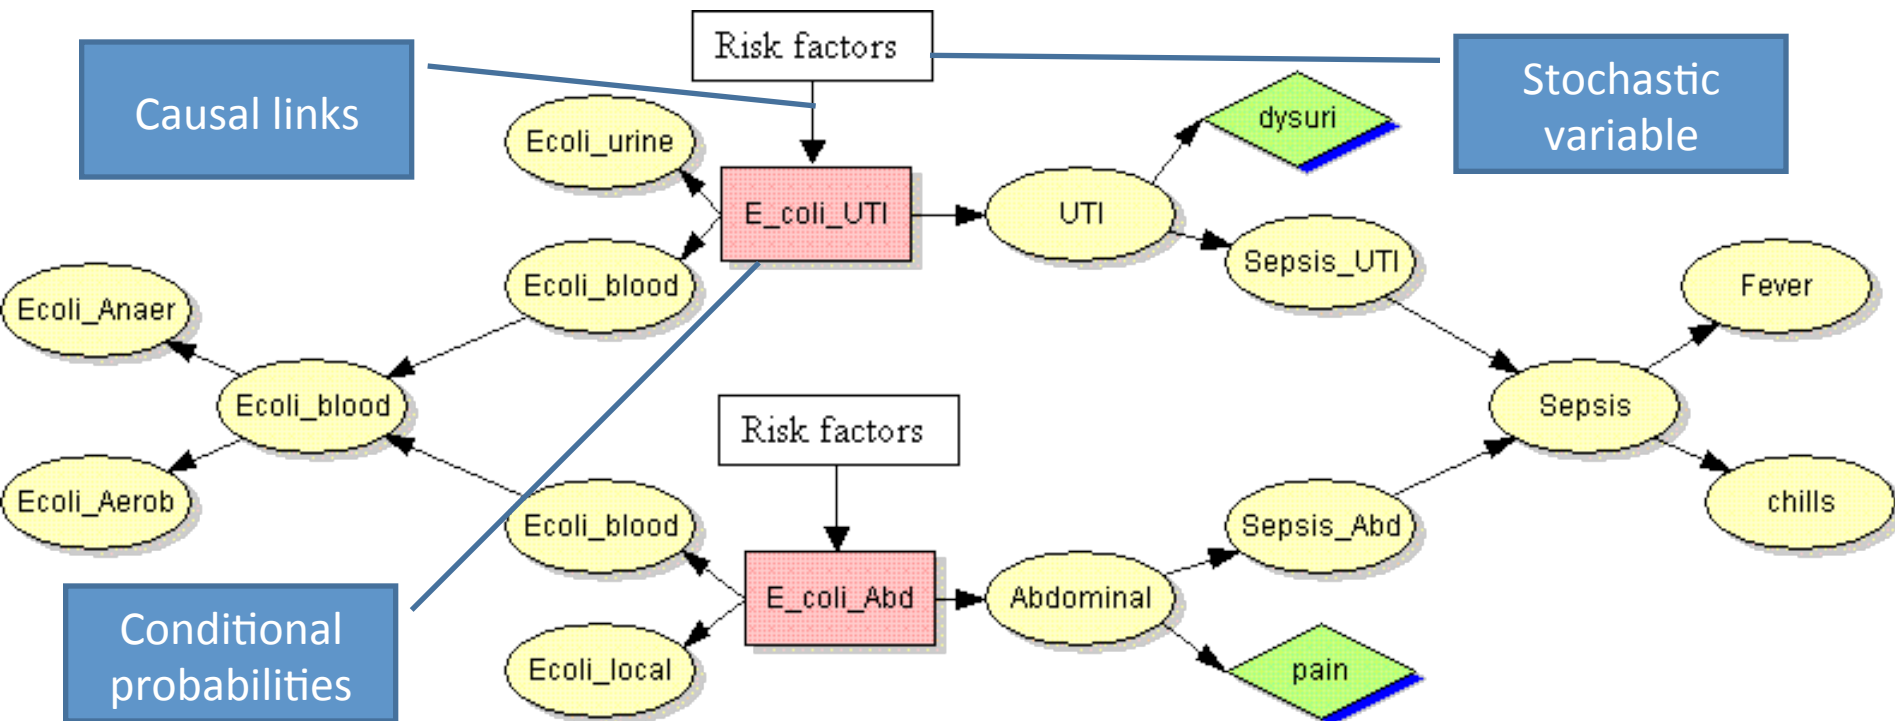 Risk factors
Causal links
Stochastic
variable
dysuri
Ecoli_urine
E_coli_UTI
UTI
Sepsis_UTI
Ecoli_blood
Fever
Ecoli_Anaer
Ecoli_blood
Sepsis
Risk factors
Ecoli_Aerob
Ecoli_blood
Sepsis_Abd
chills
E_coli_Abd
Abdominal
Conditional
probabilities
Ecoli_local
pain